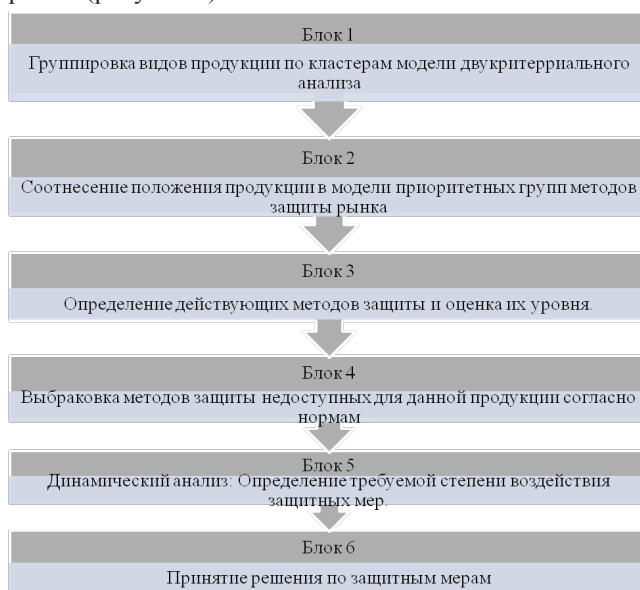 Блок 1
Группировка видов продукции по кластерам модели двукритерриального
анализа
Блок 2
Соотнесение положения продукции в модели приоритетных групп методов
защиты рынка
Блок 3
Определение действующих методов защиты и оценка их уровня.
Блок 4
Выбраковка методов защиты недоступных для данной продукции согласно
нормам
Блок 5
Динамический анализ: Определение требуемой степени воздействия
защитных мер.
Блок 6
Принятие решения по защитным мерам